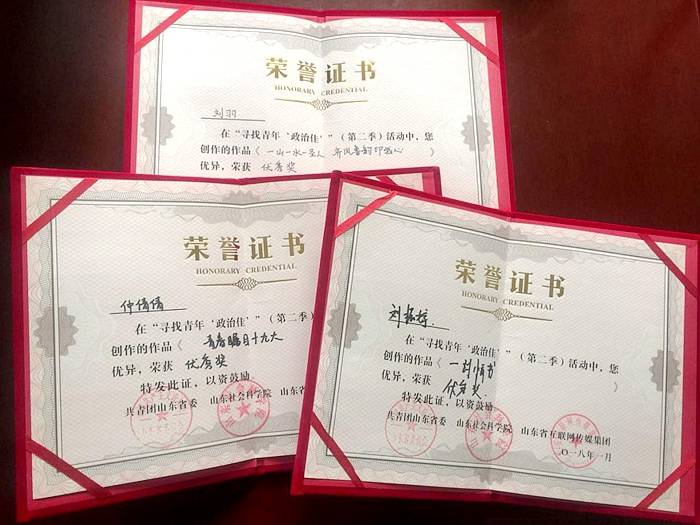 荣誉证书
HONORARY CREDENTIAL
刘羽
在“寻找青年‘政治佳’”(第二季)活动中,您
创作的作品《一山一水一圣人 齐风鲁韵印我心》
优异,荣获 优秀奖
荣誉证书
HONORARY CREDENTIAL
仲倩倩
在“寻找青年‘政治佳’”(第二季
创作的作品《 青春瞩目十九大
优异,荣获 优秀奖
特发此证,以资鼓励
共青团山东省委 山东社会科学院 山东
荣誉证书
HONORARY CREDENTIAL
刘
在“寻找青年‘政治佳’”(第二季)活动中,您
创作的作品《 一封情书 》
优异,荣获 优秀奖
特发此证,以资鼓励
共青团山东省委 山东社会科学院 山东省互联网传媒集团
二〇一八年一月